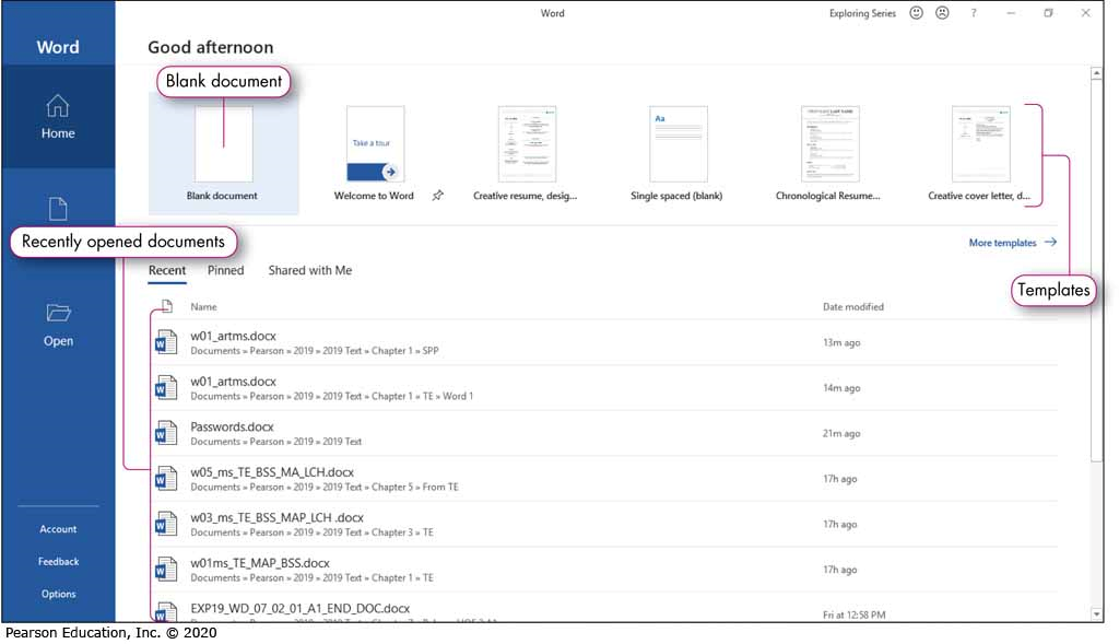 Word
Exploring Series
?
Word
Good afternoon
Blank document
Home
Take a tour
Aa
Blank document
Welcome to Word
Creative resume, desig...
Single spaced (blank)
Chronological Resume...
Creative cover letter, d...
Recently opened documents
More templates
Recent
Pinned
Shared with Me
Templates
Name
Date modified
Open
w01_artms.docx
Documents » Pearson » 2019 » 2019 Text » Chapter 1 » SPP
13m ago
w01_artms.docx
Documents » Pearson » 2019 » 2019 Text » Chapter 1 » TE » Word 1
14m ago
Passwords.docx
Documents » Pearson » 2019 » 2019 Text
21m ago
w05_ms_TE_BSS_MA_LCH.docx
Documents » Pearson » 2019 » 2019 Text » Chapter 5 » From TE
17h ago
w03_ms_TE_BSS_MAP_LCH .docx
Documents » Pearson » 2019 » 2019 Text » Chapter 3 » TE
17h ago
w01ms_TE_MAP_BSS.docx
Documents » Pearson » 2019 » 2019 Text » Chapter 1 » TE
17h ago
EXP19_WD_07_02_01_A1_END_DOC.docx
Fri at 12:58 PM
Account
Feedback
Options
Pearson Education, Inc. © 2020